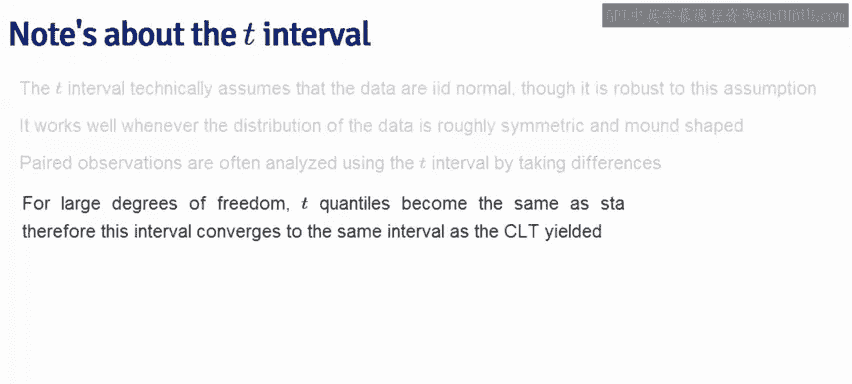 Note's about the t interval
The t interval technically assumes that the data are iid normal, though it is robust to this assumption
It works well whenever the distribution of the data is roughly symmetric and mound shaped
Paired observations are often analyzed using the t interval by taking differences
For large degrees of freedom, t quantiles become the same as sta
therefore this interval converges to the same interval as the CLT yielded